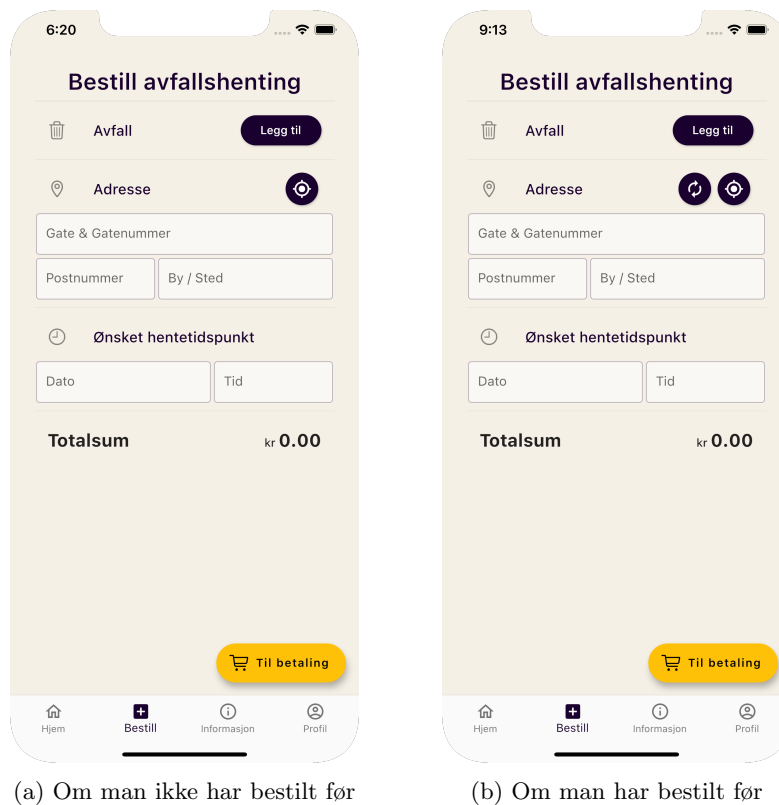 6:20
Bestill avfallshenting
Avfall
Legg til
Adresse
Gate & Gatenummer
Postnummer
By / Sted
Ønsket hentetidspunkt
Dato
Tid
Totalsum
kr 0.00
Til betaling
Hjem
Bestill
Informasjon
Profil
(a) Om man ikke har bestilt før
9:13
Bestill avfallshenting
Avfall
Legg til
Adresse
Gate & Gatenummer
Postnummer
By / Sted
Ønsket hentetidspunkt
Dato
Tid
Totalsum
kr 0.00
Til betaling
Hjem
Bestill
Informasjon
Profil
(b) Om man har bestilt før